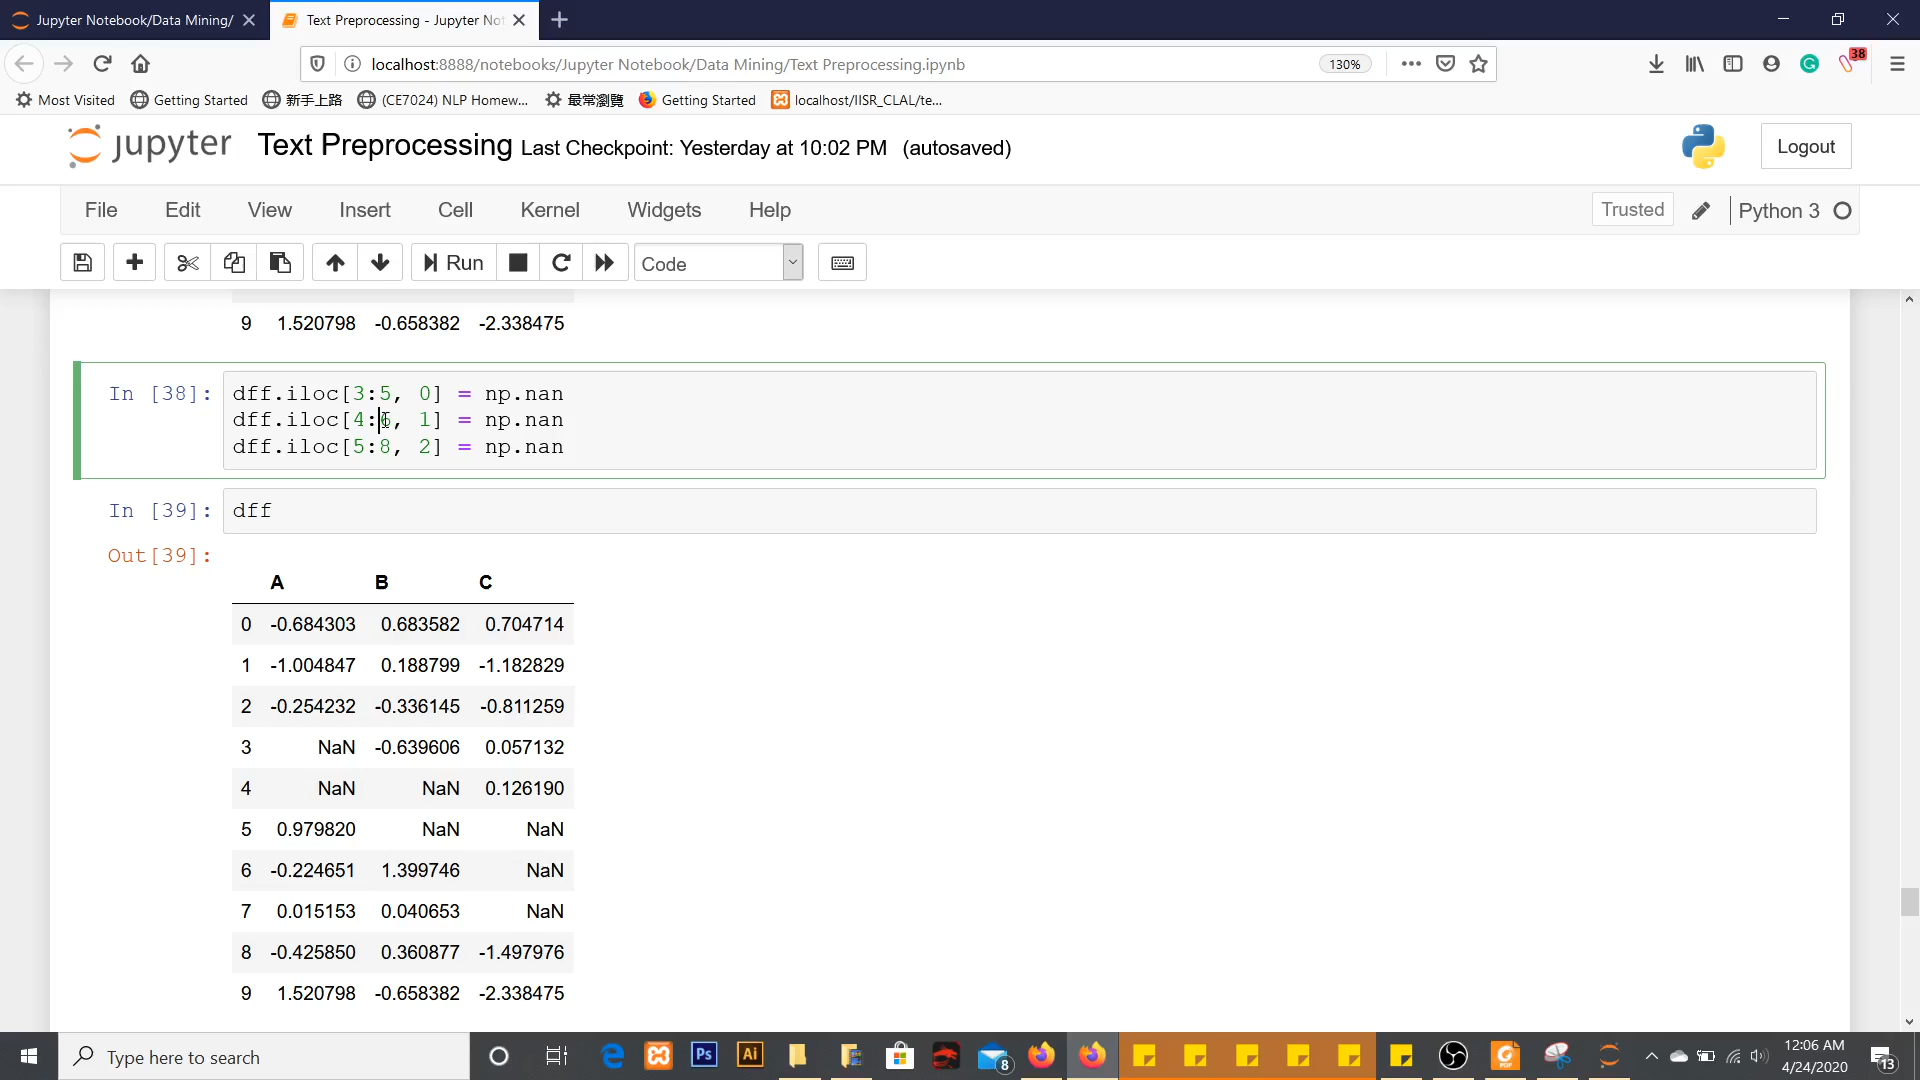 Jupyter Notebook/Data Mining/
Text Preprocessing - Jupyter No
localhost:8888/notebooks/Jupyter Notebook/Data Mining/Text Preprocessing.ipynb
130%
38
Most Visited
Getting Started
新手上路
(CE7024) NLP Homew...
最常瀏覽
Getting Started
localhost/IISR_CLAL/te...
jupyter
Text Preprocessing Last Checkpoint: Yesterday at 10:02 PM (autosaved)
Logout
File Edit View Insert Cell Kernel Widgets Help
Trusted
Python 3
Run
Code
9 1.520798 -0.658382 -2.338475
In [38]: dff.iloc[3:5, 0] = np.nan
dff.iloc[4:6, 1] = np.nan
dff.iloc[5:8, 2] = np.nan
In [39]: dff
Out[39]:
A B C
0 -0.684303 0.683582 0.704714
1 -1.004847 0.188799 -1.182829
2 -0.254232 -0.336145 -0.811259
3 NaN -0.639606 0.057132
4 NaN NaN 0.126190
5 0.979820 NaN NaN
6 -0.224651 1.399746 NaN
7 0.015153 0.040653 NaN
8 -0.425850 0.360877 -1.497976
9 1.520798 -0.658382 -2.338475
Type here to search
Ps
Ai
8
PDF
12:06 AM
4/24/2020
13